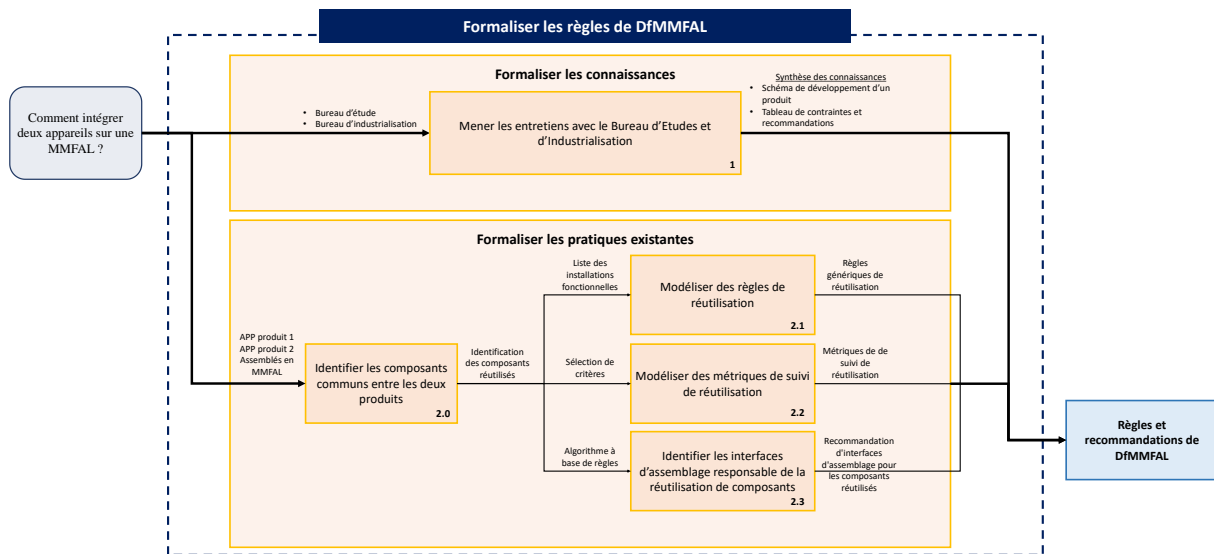 Formaliser les règles de DfMMFAL
Formaliser les connaissances
Comment intégrer
deux appareils sur une
MMFAL ?
• Bureau d'étude
• Bureau d'industrialisation
Mener les entretiens avec le Bureau d'Etudes et
d'Industrialisation
1
Synthèse des connaissances
• Schéma de développement d'un
produit
• Tableau de contraintes et
recommandations
Formaliser les pratiques existantes
APP produit 1
APP produit 2
Assemblés en
MMFAL
Identifier les composants
communs entre les deux
produits
2.0
Identification
des composants
réutilisés
Liste des
installations
fonctionnelles
Modéliser des règles de
réutilisation
2.1
Règles
génériques de
réutilisation
Sélection de
critères
Modéliser des métriques de suivi
de réutilisation
2.2
Métriques de de
suivi de
réutilisation
Algorithme à
base de règles
Identifier les interfaces
d'assemblage responsable de la
réutilisation de composants
2.3
Recommandation
d'interfaces
d'assemblage pour
les composants
réutilisés
Règles et
recommandations de
DfMMFAL